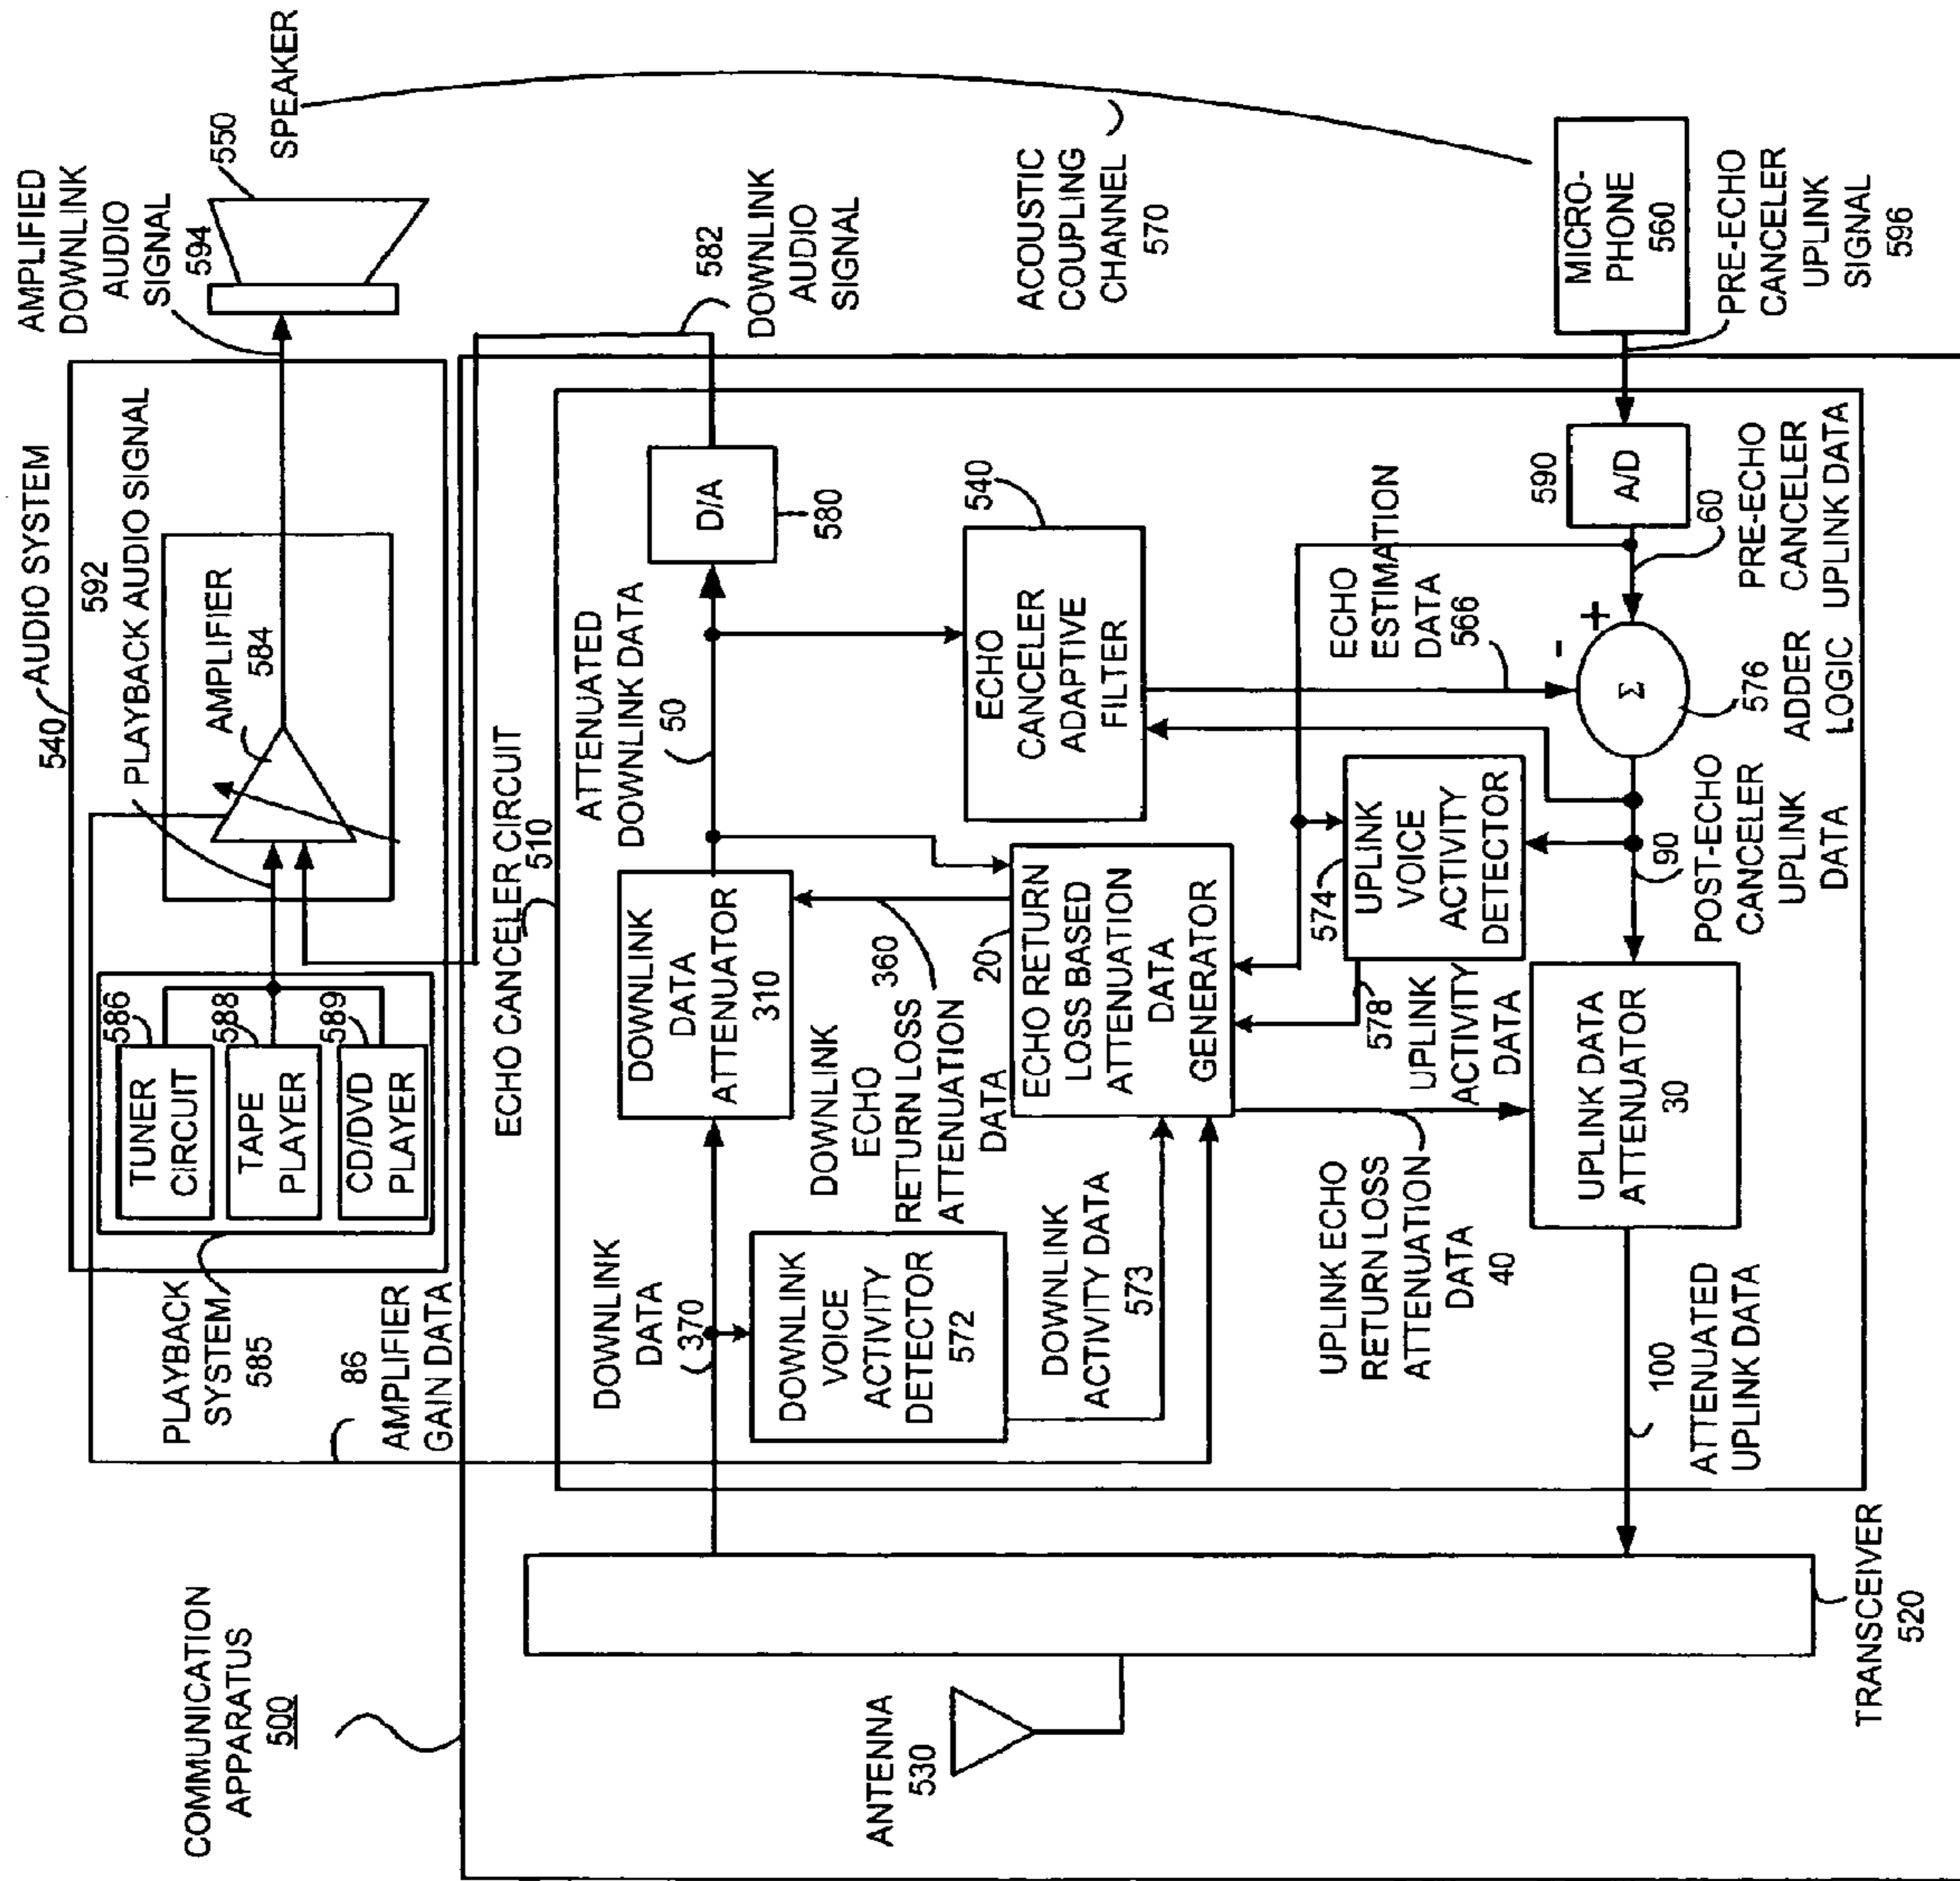 COMMUNICATION
APPARATUS
500
ANTENNA
530
TRANSCEIVER
520
540
AUDIO SYSTEM
592
PLAYBACK AUDIO SIGNAL
AMPLIFIER
584
TUNER
CIRCUIT
586
TAPE
PLAYER
588
CD/DVD
PLAYER
589
PLAYBACK
SYSTEM
585
86
AMPLIFIER
GAIN DATA
AMPLIFIED
DOWNLINK
AUDIO
SIGNAL
594
550
SPEAKER
ECHO CANCELER CIRCUIT
510
DOWNLINK
DATA
370
DOWNLINK
VOICE
ACTIVITY
DETECTOR
572
DOWNLINK
ACTIVITY DATA
573
DOWNLINK
DATA
ATTENUATOR
310
DOWNLINK
ECHO
RETURN LOSS
ATTENUATION
DATA
360
20
ECHO RETURN
LOSS BASED
ATTENUATION
DATA
GENERATOR
ATTENUATED
DOWNLINK DATA
50
D/A
580
582
DOWNLINK
AUDIO
SIGNAL
ECHO
CANCELER
ADAPTIVE
FILTER
540
ACOUSTIC
COUPLING
CHANNEL
570
ECHO
ESTIMATION
DATA
566
574
UPLINK
VOICE
ACTIVITY
DETECTOR
578
UPLINK
ACTIVITY
DATA
UPLINK ECHO
RETURN LOSS
ATTENUATION
DATA
40
UPLINK DATA
ATTENUATOR
30
100
ATTENUATED
UPLINK DATA
90
POST-ECHO
CANCELER
UPLINK
DATA
- +
Σ
576
ADDER
LOGIC
590
A/D
60
PRE-ECHO
CANCELER
UPLINK DATA
MICRO-
PHONE
560
PRE-ECHO
CANCELER
UPLINK
SIGNAL
596